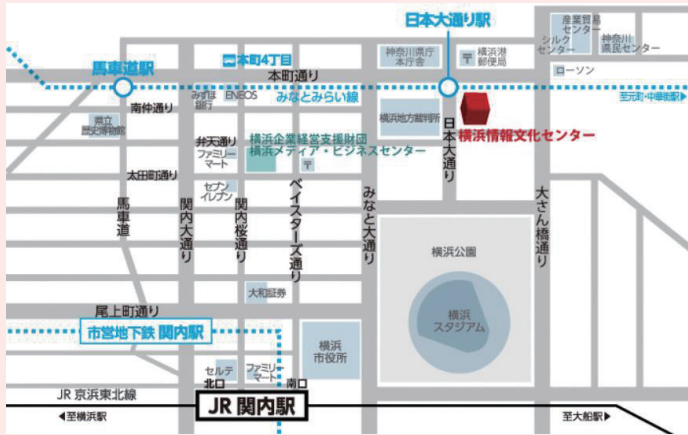 日本大通り駅
産業貿易
センター
シルク
センター
神奈川
県民センター
神奈川県庁
本庁舎
横浜港
郵便局
本町4丁目
馬車道駅
本町通り
ローソン
みずほ
銀行
ENEOS
みなとみらい線
至元町・中華街駅▶
南仲通り
県立
歴史博物館
横浜地方裁判所
横浜情報文化センター
弁天通り
ファミリー
マート
横浜企業経営支援財団
横浜メディア・ビジネスセンター
〒
〒
太田町通り
セブン
イレブン
馬車道
関内大通り
関内桜通り
ベイスターズ通り
みなと大通り
日本大通り
大さん橋通り
横浜公園
横浜
スタジアム
大和証券
尾上町通り
市営地下鉄 関内駅
横浜
市役所
セルテ
ファミリー
マート
北口
南口
JR 京浜東北線
JR 関内駅
◀至横浜駅
至大船駅▶